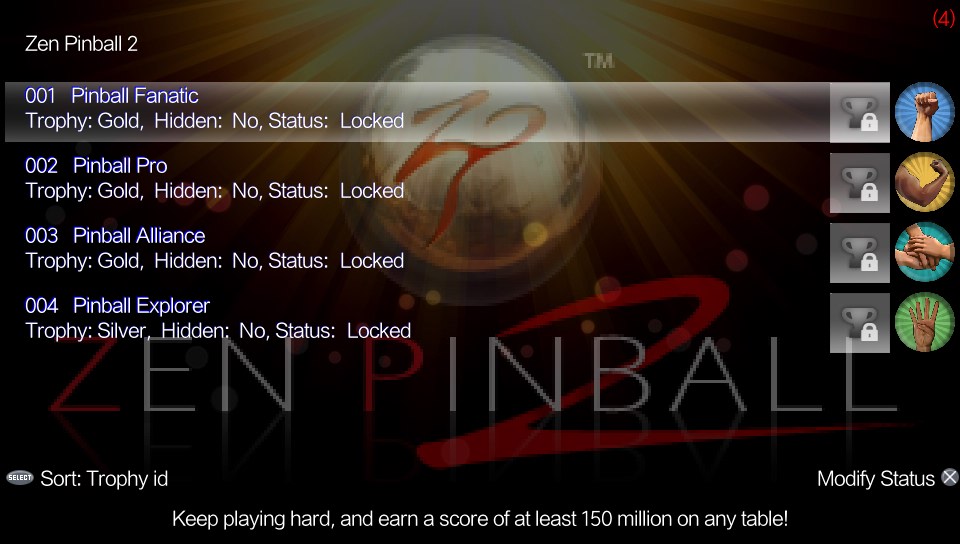 (4)
Zen Pinball 2
TM
001 Pinball Fanatic
Trophy: Gold, Hidden: No, Status: Locked
002 Pinball Pro
Trophy: Gold, Hidden: No, Status: Locked
003 Pinball Alliance
Trophy: Gold, Hidden: No, Status: Locked
004 Pinball Explorer
Trophy: Silver, Hidden: No, Status: Locked
ZEN PINBALL 2
SELECT Sort: Trophy id
Modify Status
Keep playing hard, and earn a score of at least 150 million on any table!